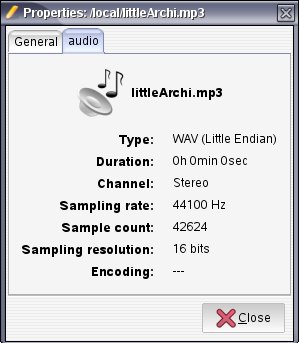 Properties: /local/littleArchi.mp3
General audio
littleArchi.mp3
Type: WAV (Little Endian)
Duration: 0h 0min 0sec
Channel: Stereo
Sampling rate: 44100 Hz
Sample count: 42624
Sampling resolution: 16 bits
Encoding: ---
Close